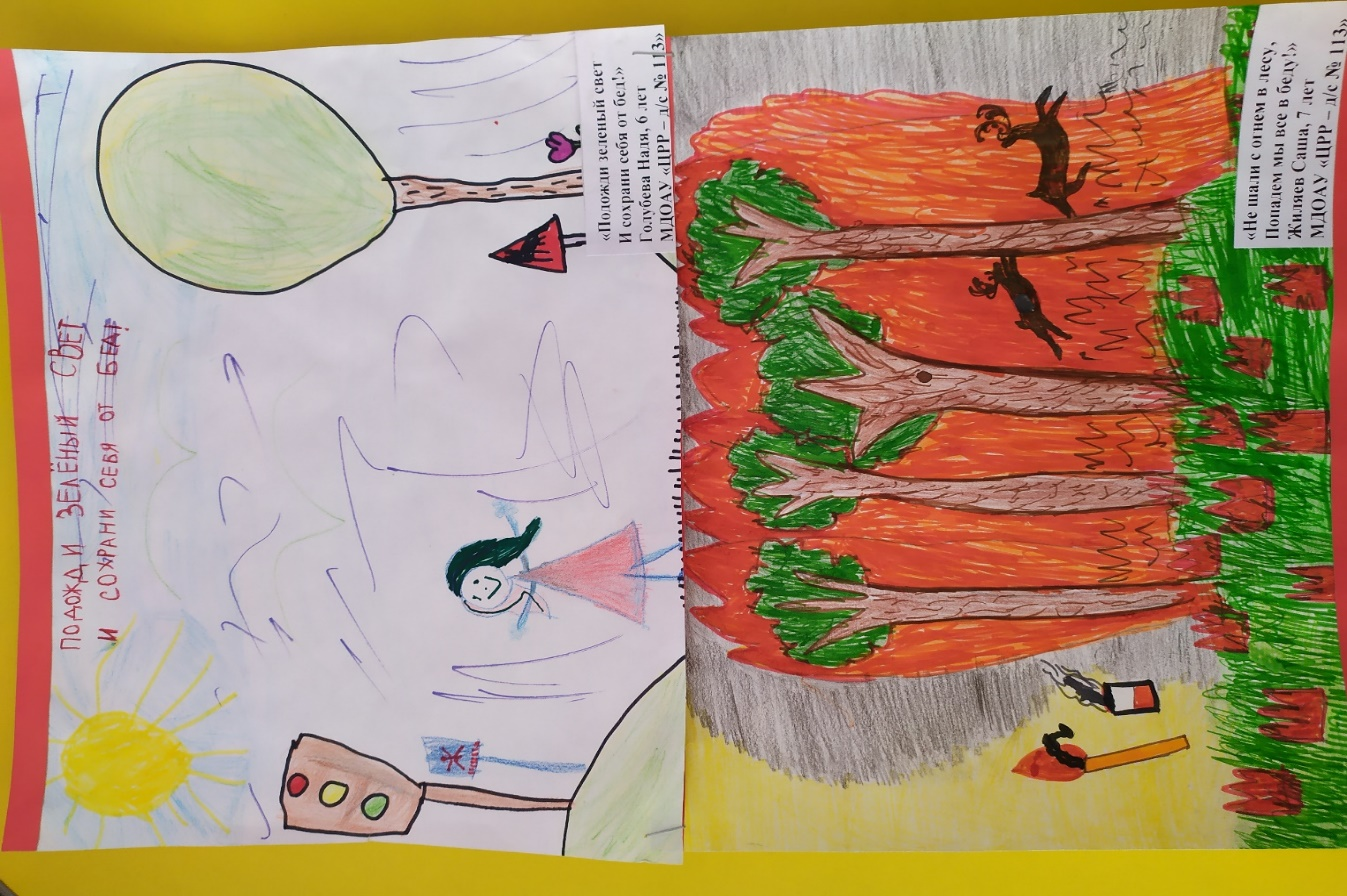 ПОДОЖДИ ЗЕЛЁНЫЙ СВЕТ
И СОХРАНИ СЕБЯ ОТ БЕД!
«Подожди зеленый свет
И сохрани себя от бед!»
Голубева Надя, 6 лет
МДОАУ «ЦРР – д/с № 113»
«Не шали с огнем в лесу,
Попадем мы все в беду!»
Жиляев Саша, 7 лет
МДОАУ «ЦРР – д/с № 113»